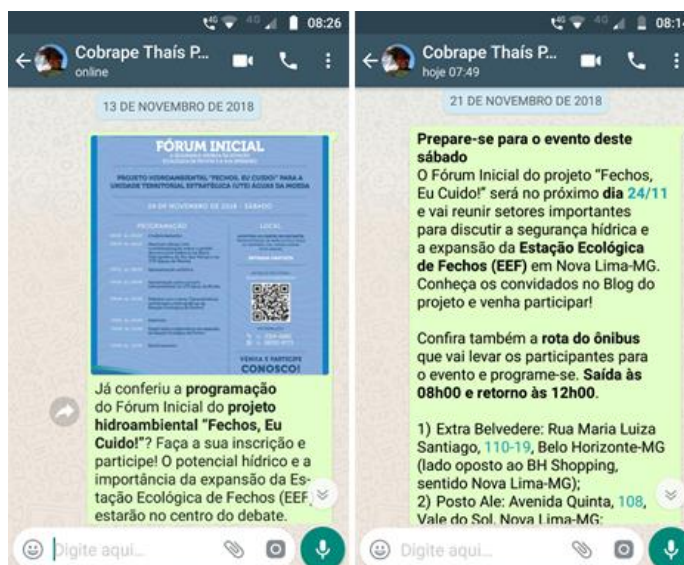 08:26
Cobrape Thaís P...
online
13 DE NOVEMBRO DE 2018
FÓRUM INICIAL
PROJETO HIDROAMBIENTAL "FECHOS, EU CUIDO!" PARA A
UNIDADE TERRITORIAL ESTRATÉGICA (UTE) ÁGUAS DA MOEDA
24 DE NOVEMBRO DE 2018 - SÁBADO
PROGRAMAÇÃO
LOCAL
VENHA E PARTICIPE
CONOSCO!
Já conferiu a programação
do Fórum Inicial do projeto
hidroambiental "Fechos, Eu
Cuido!"? Faça a sua inscrição e
participe! O potencial hídrico e a
importância da expansão da Es-
tação Ecológica de Fechos (EEF)
estarão no centro do debate.
Digite aqui...
08:14
Cobrape Thaís P...
hoje 07:49
21 DE NOVEMBRO DE 2018
Prepare-se para o evento deste
sábado
O Fórum Inicial do projeto "Fechos,
Eu Cuido!" será no próximo dia 24/11
e vai reunir setores importantes
para discutir a segurança hídrica e
a expansão da Estação Ecológica
de Fechos (EEF) em Nova Lima-MG.
Conheça os convidados no Blog do
projeto e venha participar!
Confira também a rota do ônibus
que vai levar os participantes para
o evento e programe-se. Saída às
08h00 e retorno às 12h00.
1) Extra Belvedere: Rua Maria Luiza
Santiago, 110-19, Belo Horizonte-MG
(lado oposto ao BH Shopping,
sentido Nova Lima-MG);
2) Posto Ale: Avenida Quinta, 108,
Vale do Sol, Nova Lima-MG;
Digite aqui...